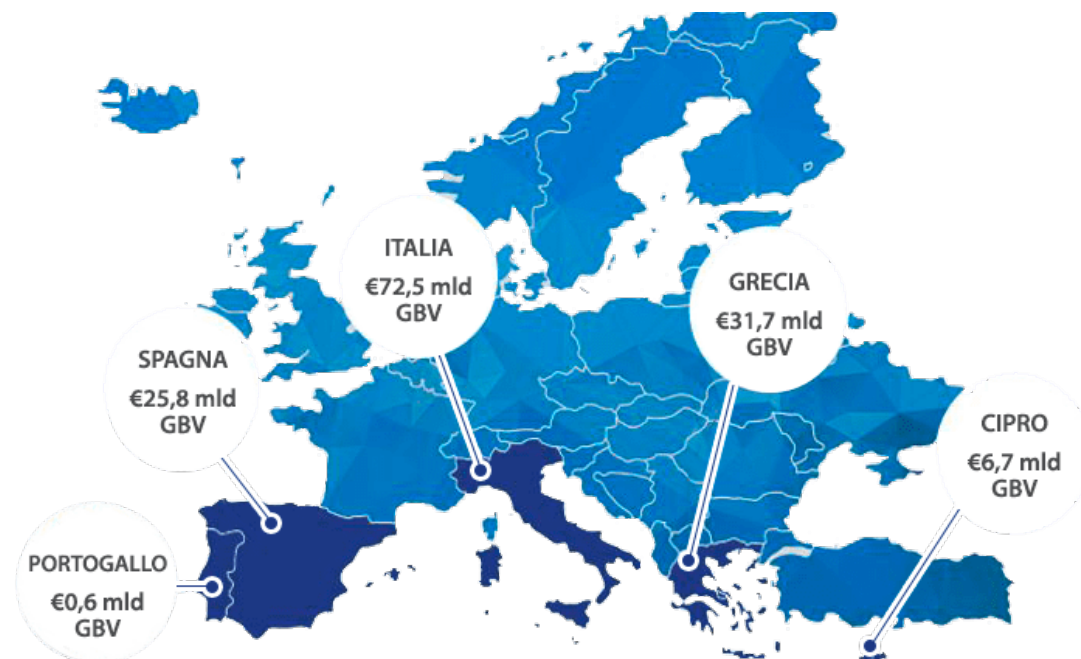 ITALIA
€72,5 mld
GBV
GRECIA
€31,7 mld
GBV
SPAGNA
€25,8 mld
GBV
CIPRO
€6,7 mld
GBV
PORTOGALLO
€0,6 mld
GBV